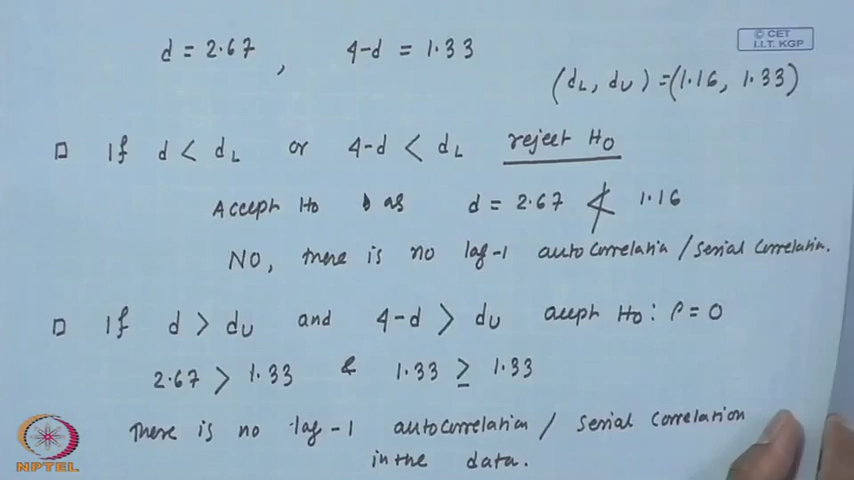 d = 2.67 , 4-d = 1.33
© CET
I.I.T. KGP
(dL, dU) = (1.16, 1.33)
□ If d < dL or 4-d < dL reject H0
Accept H0 as d = 2.67 ≮ 1.16
NO, there is no lag-1 autocorrelation / serial correlation.
□ If d > dU and 4-d > dU accept H0 : ρ = 0
2.67 > 1.33 & 1.33 ≥ 1.33
There is no lag-1 autocorrelation / serial correlation
in the data.
NPTEL